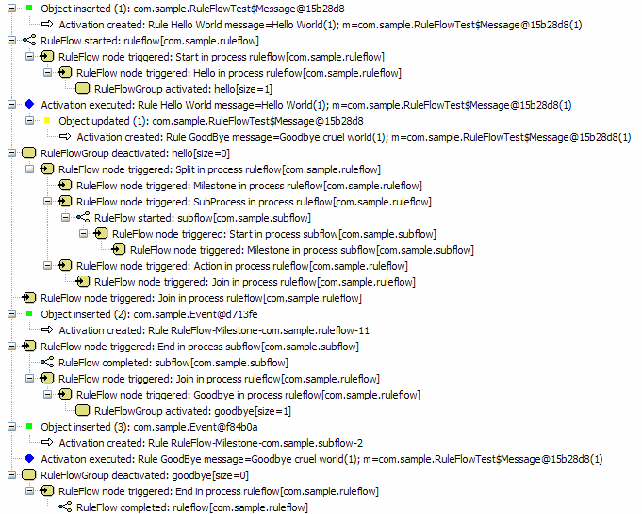 Object inserted (1): com.sample.RuleFlowTest$Message@15b28d8
Activation created: Rule Hello World message=Hello World(1); m=com.sample.RuleFlowTest$Message@15b28d8(1)
RuleFlow started: ruleflow[com.sample.ruleflow]
RuleFlow node triggered: Start in process ruleflow[com.sample.ruleflow]
RuleFlow node triggered: Hello in process ruleflow[com.sample.ruleflow]
RuleFlowGroup activated: hello[size=1]
Activation executed: Rule Hello World message=Hello World(1); m=com.sample.RuleFlowTest$Message@15b28d8(1)
Object updated (1): com.sample.RuleFlowTest$Message@15b28d8
Activation created: Rule GoodBye message=Goodbye cruel world(1); m=com.sample.RuleFlowTest$Message@15b28d8(1)
RuleFlowGroup deactivated: hello[size=0]
RuleFlow node triggered: Split in process ruleflow[com.sample.ruleflow]
RuleFlow node triggered: Milestone in process ruleflow[com.sample.ruleflow]
RuleFlow node triggered: SubProcess in process ruleflow[com.sample.ruleflow]
RuleFlow started: subflow[com.sample.subflow]
RuleFlow node triggered: Start in process subflow[com.sample.subflow]
RuleFlow node triggered: Milestone in process subflow[com.sample.subflow]
RuleFlow node triggered: Action in process ruleflow[com.sample.ruleflow]
RuleFlow node triggered: Join in process ruleflow[com.sample.ruleflow]
RuleFlow node triggered: Join in process ruleflow[com.sample.ruleflow]
Object inserted (2): com.sample.Event@d713fe
Activation created: Rule RuleFlow-Milestone-com.sample.ruleflow-11
RuleFlow node triggered: End in process subflow[com.sample.subflow]
RuleFlow completed: subflow[com.sample.subflow]
RuleFlow node triggered: Join in process ruleflow[com.sample.ruleflow]
RuleFlow node triggered: Goodbye in process ruleflow[com.sample.ruleflow]
RuleFlowGroup activated: goodbye[size=1]
Object inserted (3): com.sample.Event@f84b0a
Activation created: Rule RuleFlow-Milestone-com.sample.subflow-2
Activation executed: Rule GoodBye message=Goodbye cruel world(1); m=com.sample.RuleFlowTest$Message@15b28d8(1)
RuleFlowGroup deactivated: goodbye[size=0]
RuleFlow node triggered: End in process ruleflow[com.sample.ruleflow]
RuleFlow completed: ruleflow[com.sample.ruleflow]